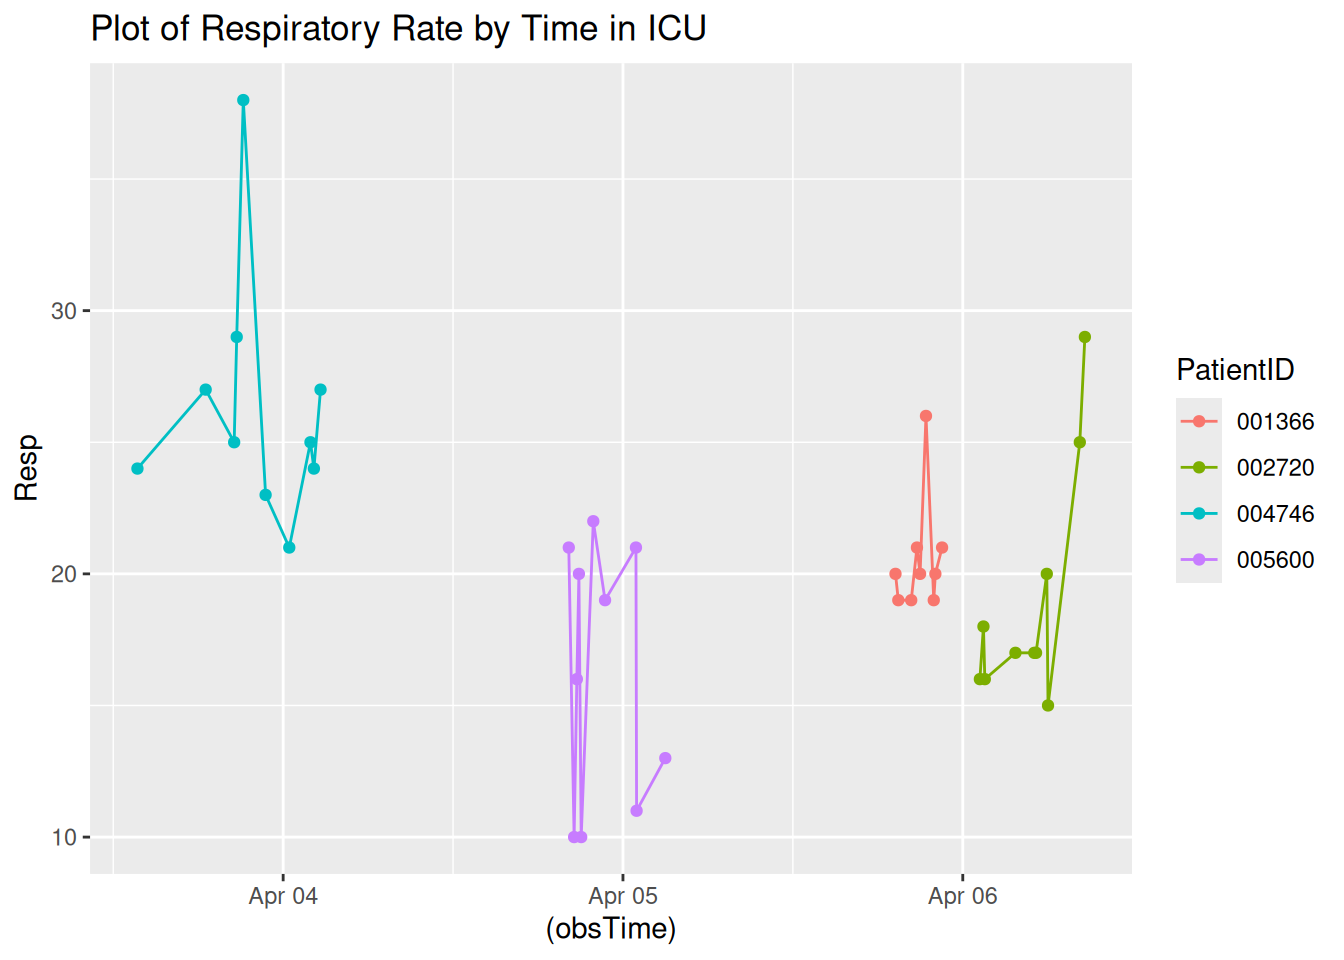 Plot of Respiratory Rate by Time in ICU
Resp
30
20
10
Apr 04
Apr 05
Apr 06
(obsTime)
PatientID
001366
002720
004746
005600